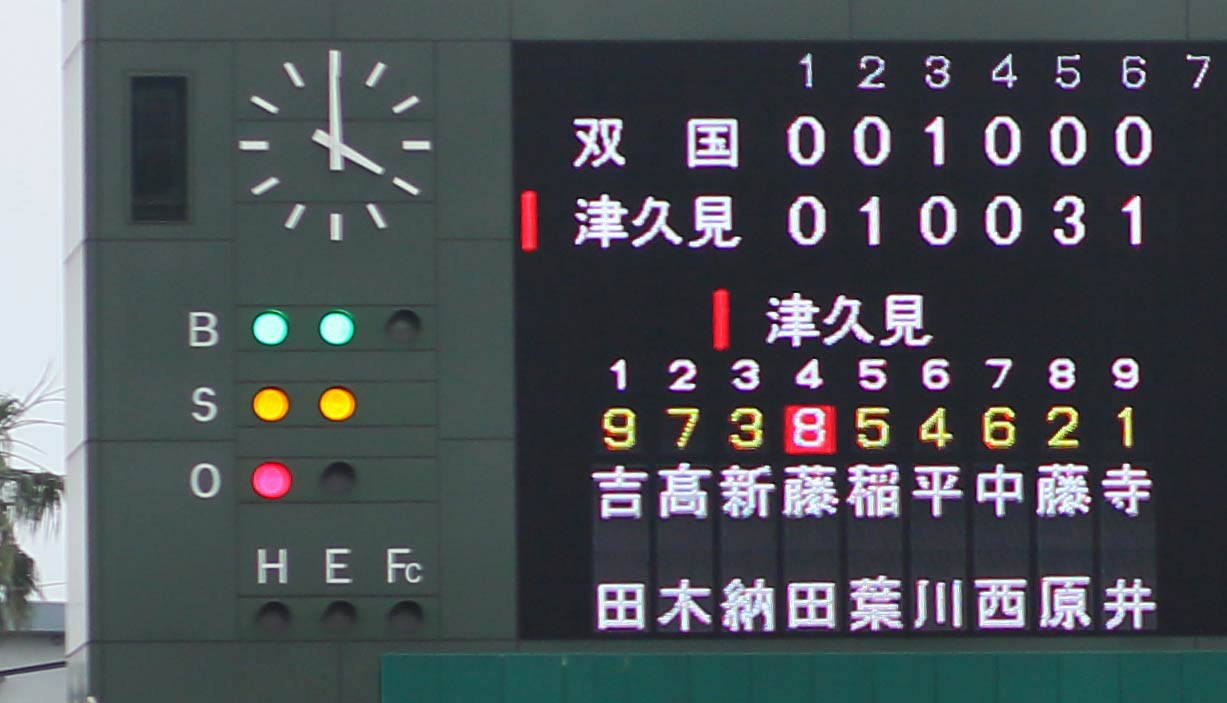 1 2 3 4 5 6 7
双国 0 0 1 0 0 0
津久見 0 1 0 0 3 1
津久見
1 2 3 4 5 6 7 8 9
9 7 3 8 5 4 6 2 1
吉田 髙木 新納 藤田 稲葉 平川 中西 藤原 寺井
B
S
O
H E Fc